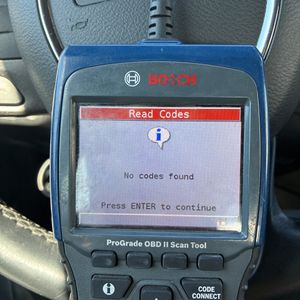 BOSCH
Read Codes
i
No codes found
Press ENTER to continue
ProGrade OBD II Scan Tool
CODE
CONNECT